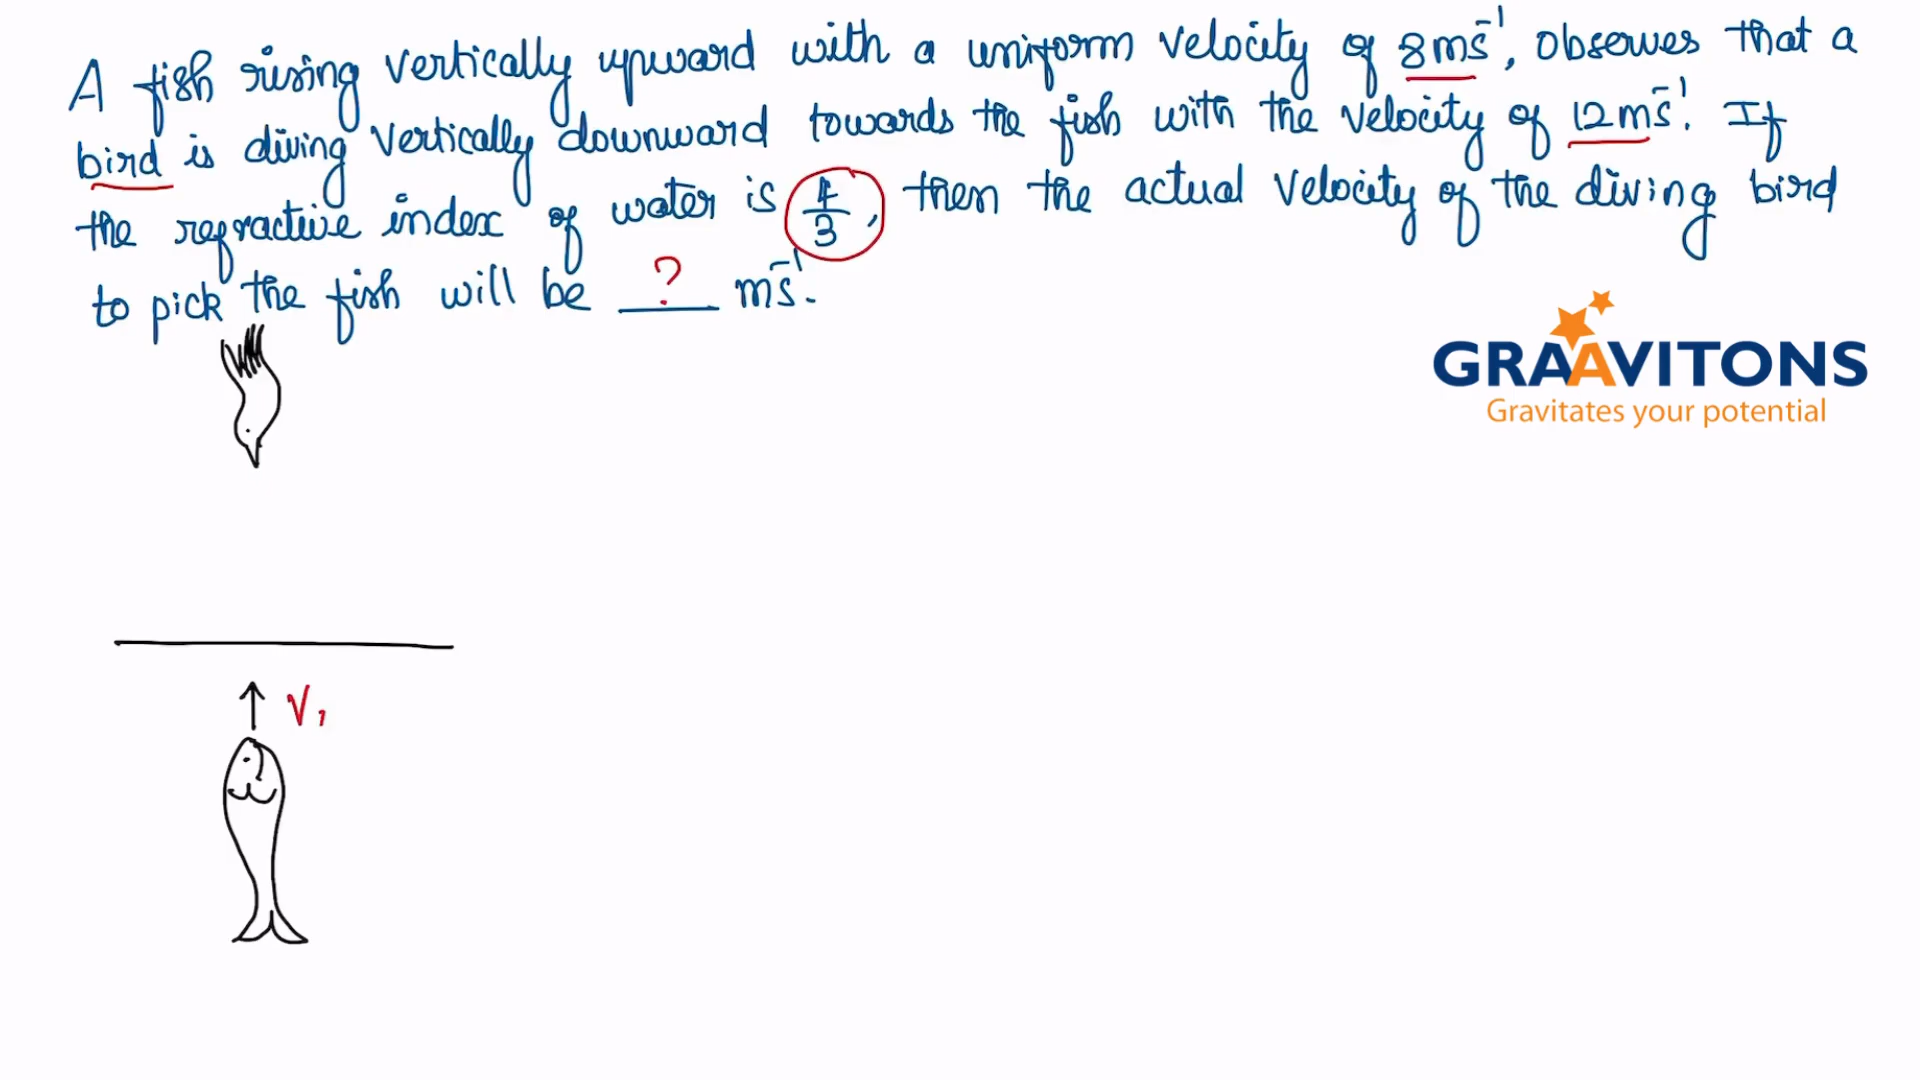 A fish rising vertically upward with a uniform velocity of 8ms⁻¹, observes that a
bird is diving vertically downward towards the fish with the velocity of 12ms⁻¹. If
the refractive index of water is 4/3, then the actual velocity of the diving bird
to pick the fish will be ? ms⁻¹.
GRAAVITONS
Gravitates your potential
V,